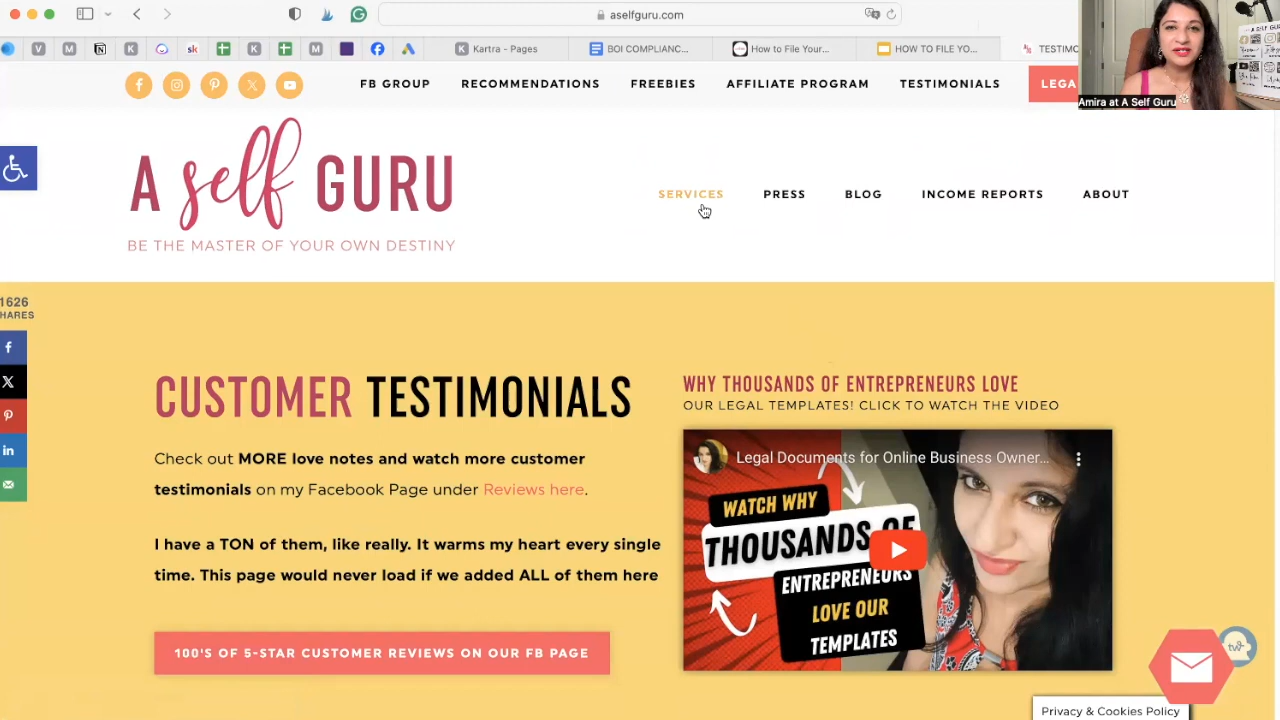 aselfguru.com
Kartra - Pages
BOI COMPLIANC...
How to File Your...
HOW TO FILE YO...
TESTIMO
FB GROUP
RECOMMENDATIONS
FREEBIES
AFFILIATE PROGRAM
TESTIMONIALS
LEGA
Amira at A Self Guru
A self GURU
BE THE MASTER OF YOUR OWN DESTINY
SERVICES
PRESS
BLOG
INCOME REPORTS
ABOUT
1626
HARES
CUSTOMER TESTIMONIALS
Check out MORE love notes and watch more customer
testimonials on my Facebook Page under Reviews here.
I have a TON of them, like really. It warms my heart every single
time. This page would never load if we added ALL of them here
100'S OF 5-STAR CUSTOMER REVIEWS ON OUR FB PAGE
WHY THOUSANDS OF ENTREPRENEURS LOVE
OUR LEGAL TEMPLATES! CLICK TO WATCH THE VIDEO
Legal Documents for Online Business Owner...
WATCH WHY
THOUSANDS OF
ENTREPRENEURS
LOVE OUR
TEMPLATES
Privacy & Cookies Policy